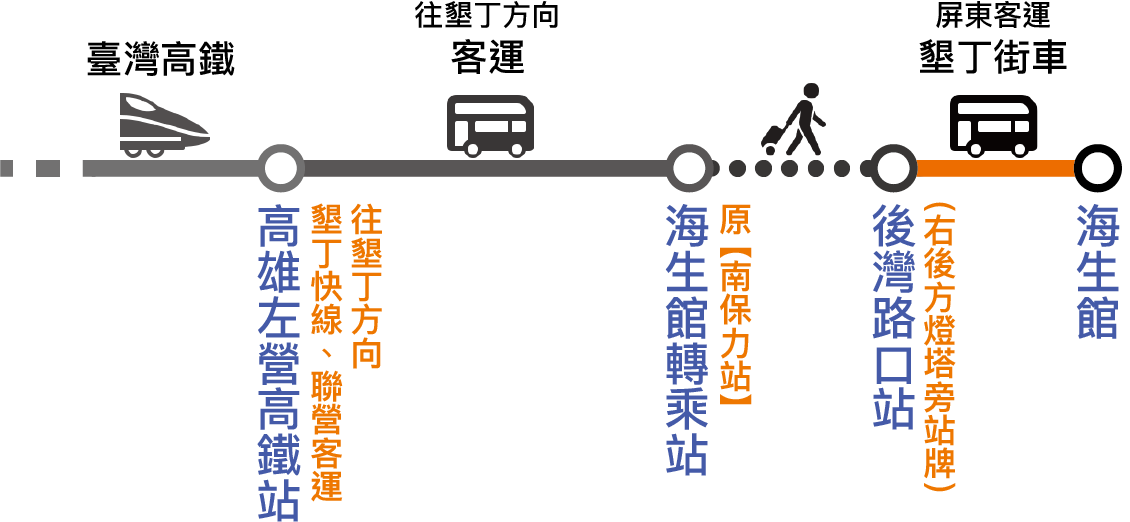 臺灣高鐵
往墾丁方向
客運
屏東客運
墾丁街車
高雄左營高鐵站
往墾丁方向
墾丁快線、聯營客運
海生館轉乘站
原【南保力站】
後灣路口站
（右後方燈塔旁站牌）
海生館